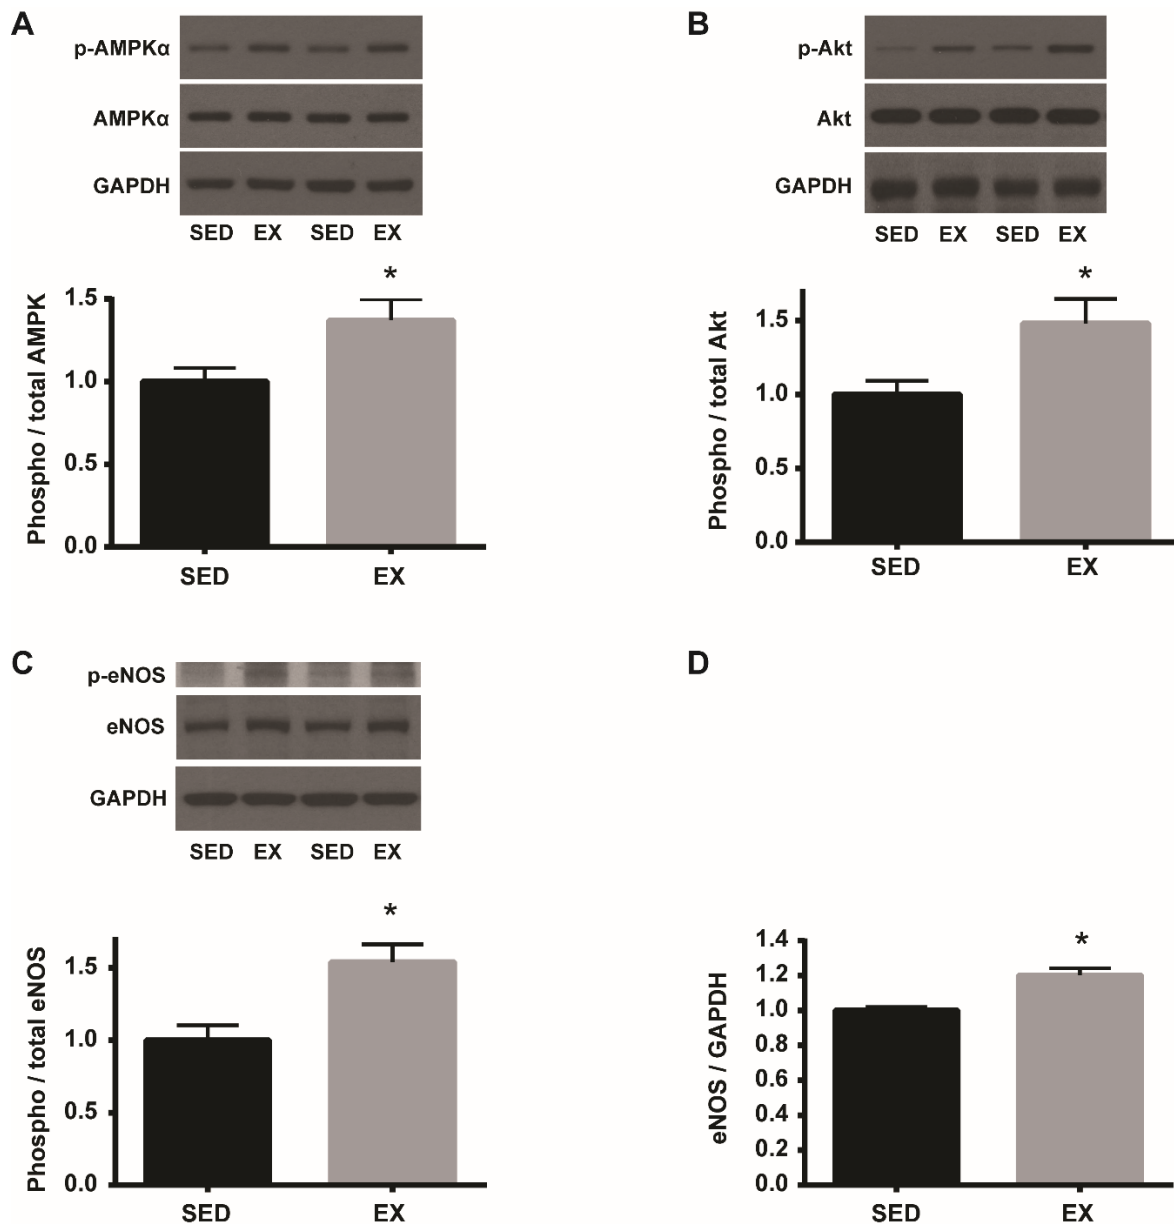 A
p-AMPKα
AMPKα
GAPDH
SED EX SED EX
*
Phospho / total AMPK
1.5
1.0
0.5
0.0
SED EX
B
p-Akt
Akt
GAPDH
SED EX SED EX
*
Phospho / total Akt
1.5
1.0
0.5
0.0
SED EX
C
p-eNOS
eNOS
GAPDH
SED EX SED EX
*
Phospho / total eNOS
1.5
1.0
0.5
0.0
SED EX
D
*
eNOS / GAPDH
1.4
1.2
1.0
0.8
0.6
0.4
0.2
0.0
SED EX